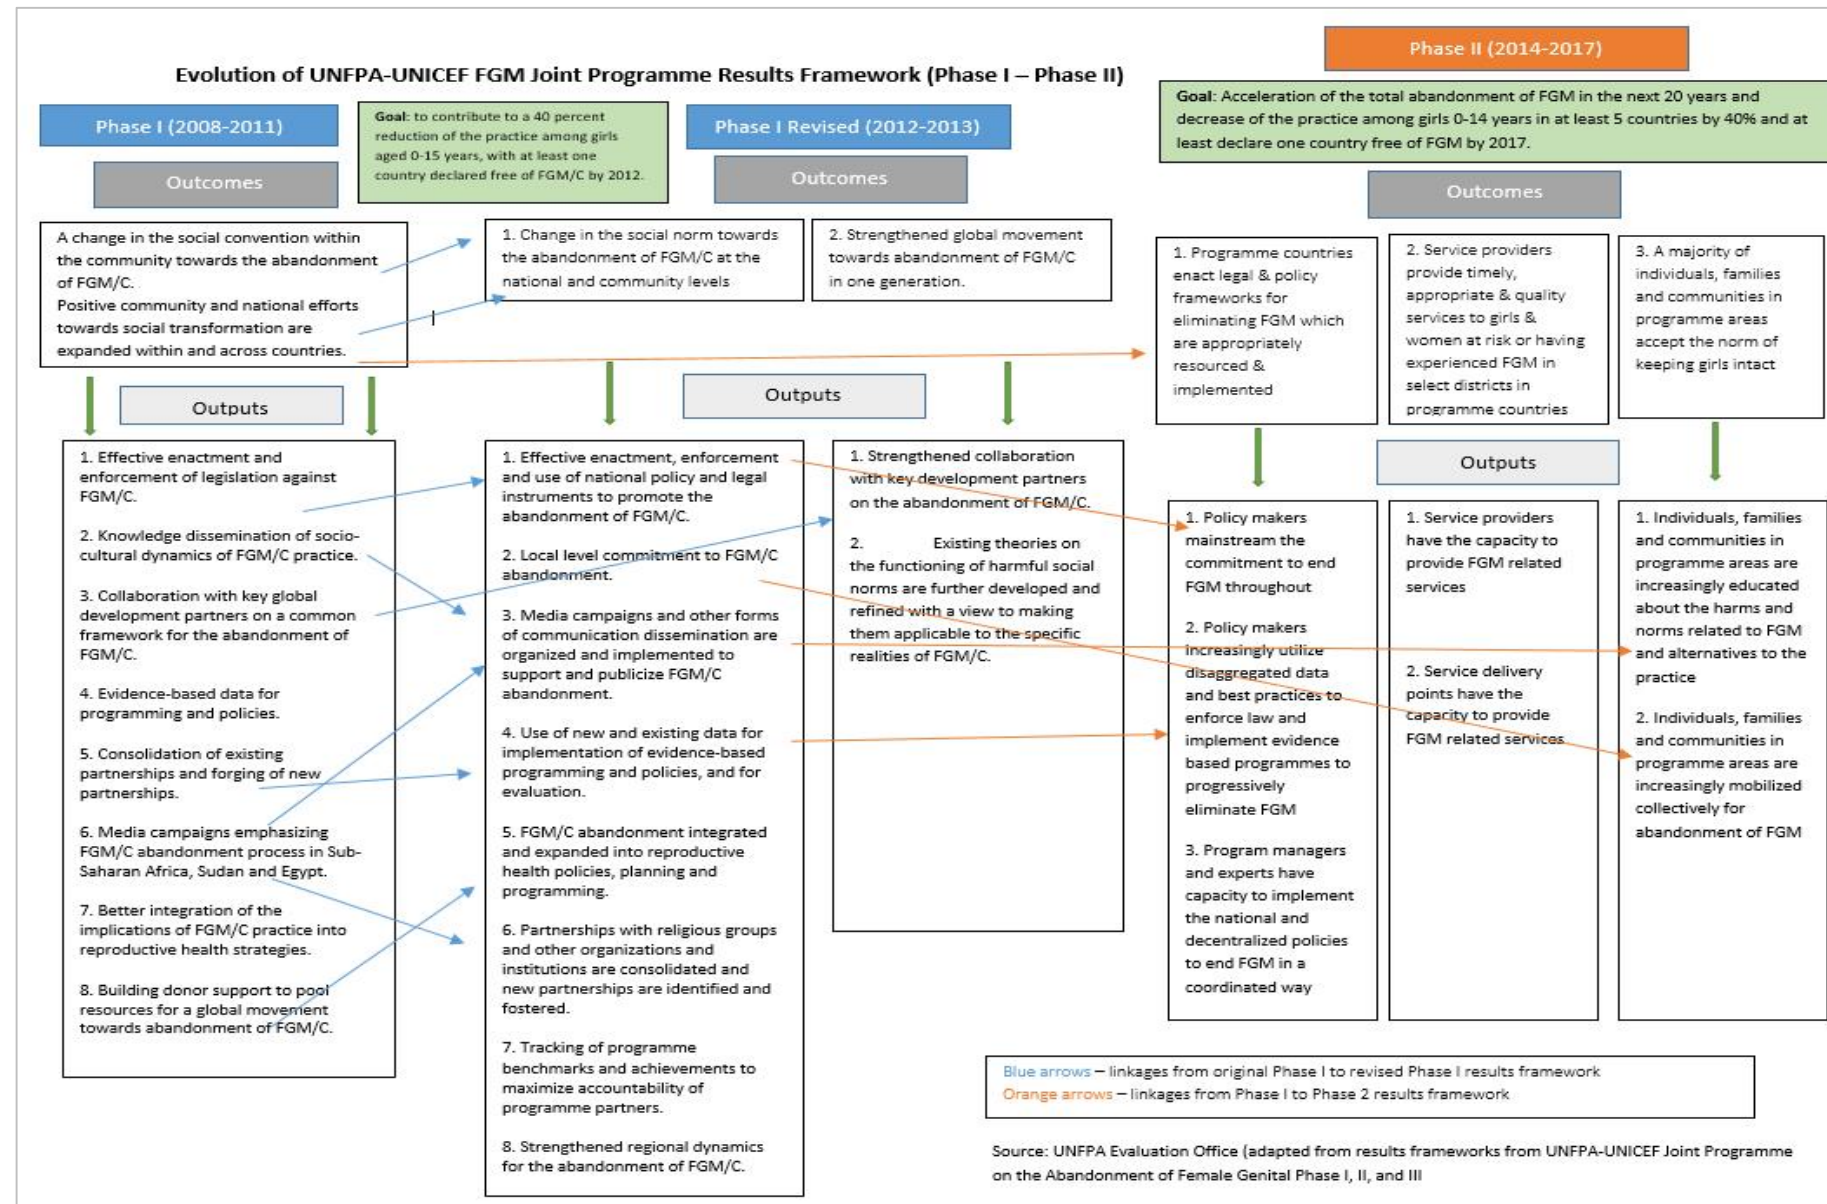 Evolution of UNFPA-UNICEF FGM Joint Programme Results Framework (Phase I – Phase II)
Phase I (2008-2011)
Goal: to contribute to a 40 percent
reduction of the practice among girls
aged 0-15 years, with at least one
country declared free of FGM/C by 2012.
Phase I Revised (2012-2013)
Phase II (2014-2017)
Goal: Acceleration of the total abandonment of FGM in the next 20 years and
decrease of the practice among girls 0-14 years in at least 5 countries by 40% and at
least declare one country free of FGM by 2017.
Outcomes
A change in the social convention within
the community towards the abandonment
of FGM/C.
Positive community and national efforts
towards social transformation are
expanded within and across countries.
Outcomes
1. Change in the social norm towards
the abandonment of FGM/C at the
national and community levels
2. Strengthened global movement
towards abandonment of FGM/C
in one generation.
Outcomes
1. Programme countries
enact legal & policy
frameworks for
eliminating FGM which
are appropriately
resourced &
implemented
2. Service providers
provide timely,
appropriate & quality
services to girls &
women at risk or having
experienced FGM in
select districts in
programme countries
3. A majority of
individuals, families
and communities in
programme areas
accept the norm of
keeping girls intact
Outputs
1. Effective enactment and
enforcement of legislation against
FGM/C.
2. Knowledge dissemination of socio-
cultural dynamics of FGM/C practice.
3. Collaboration with key global
development partners on a common
framework for the abandonment of
FGM/C.
4. Evidence-based data for
programming and policies.
5. Consolidation of existing
partnerships and forging of new
partnerships.
6. Media campaigns emphasizing
FGM/C abandonment process in Sub-
Saharan Africa, Sudan and Egypt.
7. Better integration of the
implications of FGM/C practice into
reproductive health strategies.
8. Building donor support to pool
resources for a global movement
towards abandonment of FGM/C.
Outputs
1. Effective enactment, enforcement
and use of national policy and legal
instruments to promote the
abandonment of FGM/C.
2. Local level commitment to FGM/C
abandonment.
3. Media campaigns and other forms
of communication dissemination are
organized and implemented to
support and publicize FGM/C
abandonment.
4. Use of new and existing data for
implementation of evidence-based
programming and policies, and for
evaluation.
5. FGM/C abandonment integrated
and expanded into reproductive
health policies, planning and
programming.
6. Partnerships with religious groups
and other organizations and
institutions are consolidated and
new partnerships are identified and
fostered.
7. Tracking of programme
benchmarks and achievements to
maximize accountability of
programme partners.
8. Strengthened regional dynamics
for the abandonment of FGM/C.
1. Strengthened collaboration
with key development partners
on the abandonment of FGM/C.
2. Existing theories on
the functioning of harmful social
norms are further developed and
refined with a view to making
them applicable to the specific
realities of FGM/C.
Outputs
1. Policy makers
mainstream the
commitment to end
FGM throughout
2. Policy makers
increasingly utilize
disaggregated data
and best practices to
enforce law and
implement evidence
based programmes to
progressively
eliminate FGM
3. Program managers
and experts have
capacity to implement
the national and
decentralized policies
to end FGM in a
coordinated way
1. Service providers
have the capacity to
provide FGM related
services
2. Service delivery
points have the
capacity to provide
FGM related services
1. Individuals, families
and communities in
programme areas are
increasingly educated
about the harms and
norms related to FGM
and alternatives to the
practice
2. Individuals, families
and communities in
programme areas are
increasingly mobilized
collectively for
abandonment of FGM
Blue arrows – linkages from original Phase I to revised Phase I results framework
Orange arrows – linkages from Phase I to Phase 2 results framework
Source: UNFPA Evaluation Office (adapted from results frameworks from UNFPA-UNICEF Joint Programme
on the Abandonment of Female Genital Phase I, II, and III